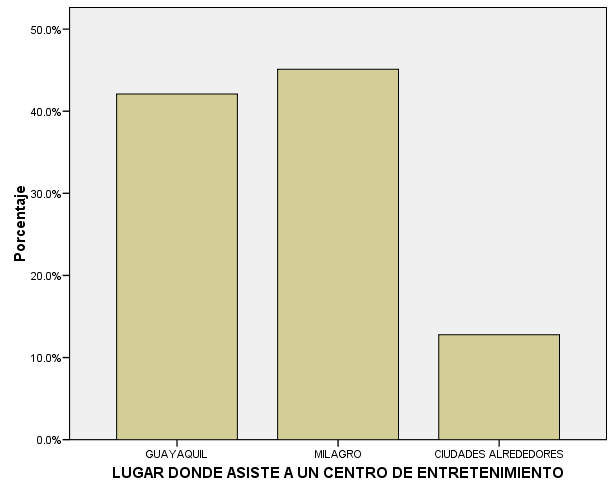 50.0%
40.0%
30.0%
20.0%
10.0%
0.0%
Porcentaje
GUAYAQUIL
MILAGRO
CIUDADES ALREDEDORES
LUGAR DONDE ASISTE A UN CENTRO DE ENTRETENIMIENTO